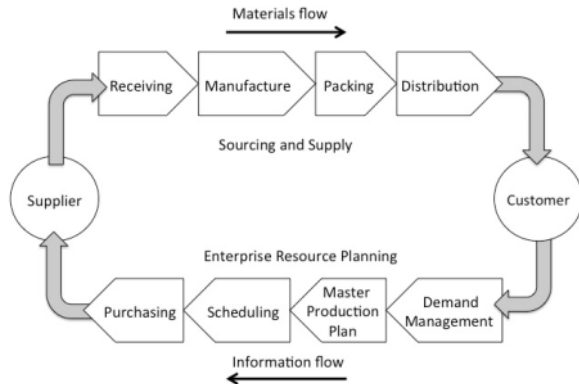 Materials flow
Receiving
Manufacture
Packing
Distribution
Sourcing and Supply
Supplier
Customer
Enterprise Resource Planning
Purchasing
Scheduling
Master
Production
Plan
Demand
Management
Information flow